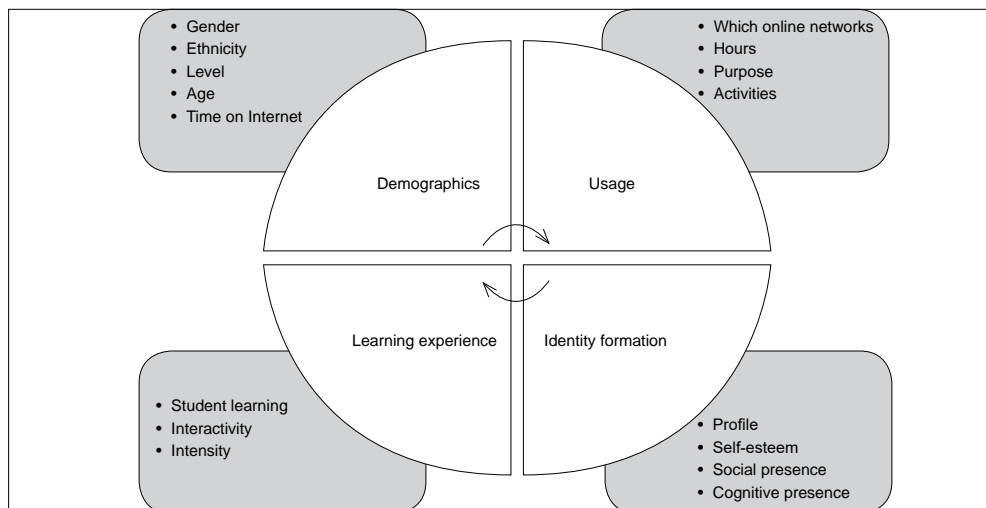 • Gender
• Ethnicity
• Level
• Age
• Time on Internet
• Which online networks
• Hours
• Purpose
• Activities
Demographics
Usage
Learning experience
Identity formation
• Student learning
• Interactivity
• Intensity
• Profile
• Self-esteem
• Social presence
• Cognitive presence